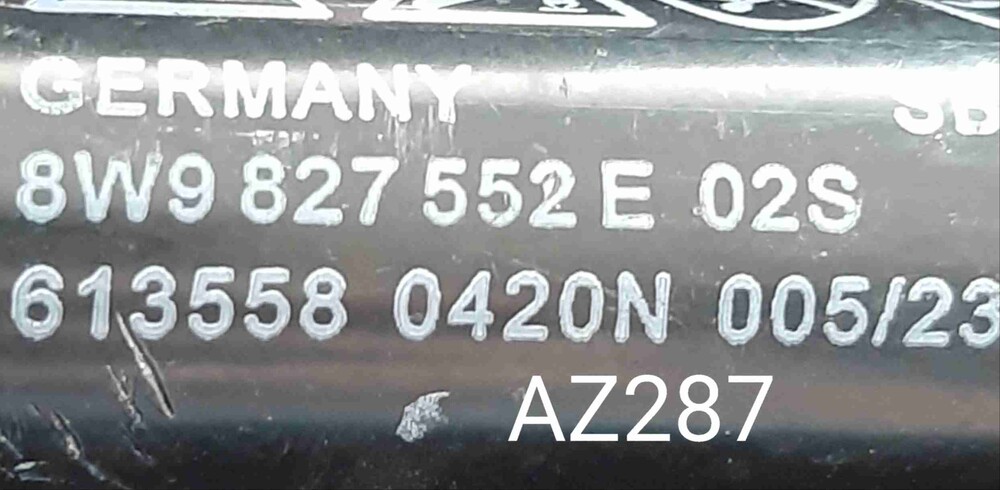 GERMANY
8W9 827 552 E 02S
613558 0420N 005/23
AZ287